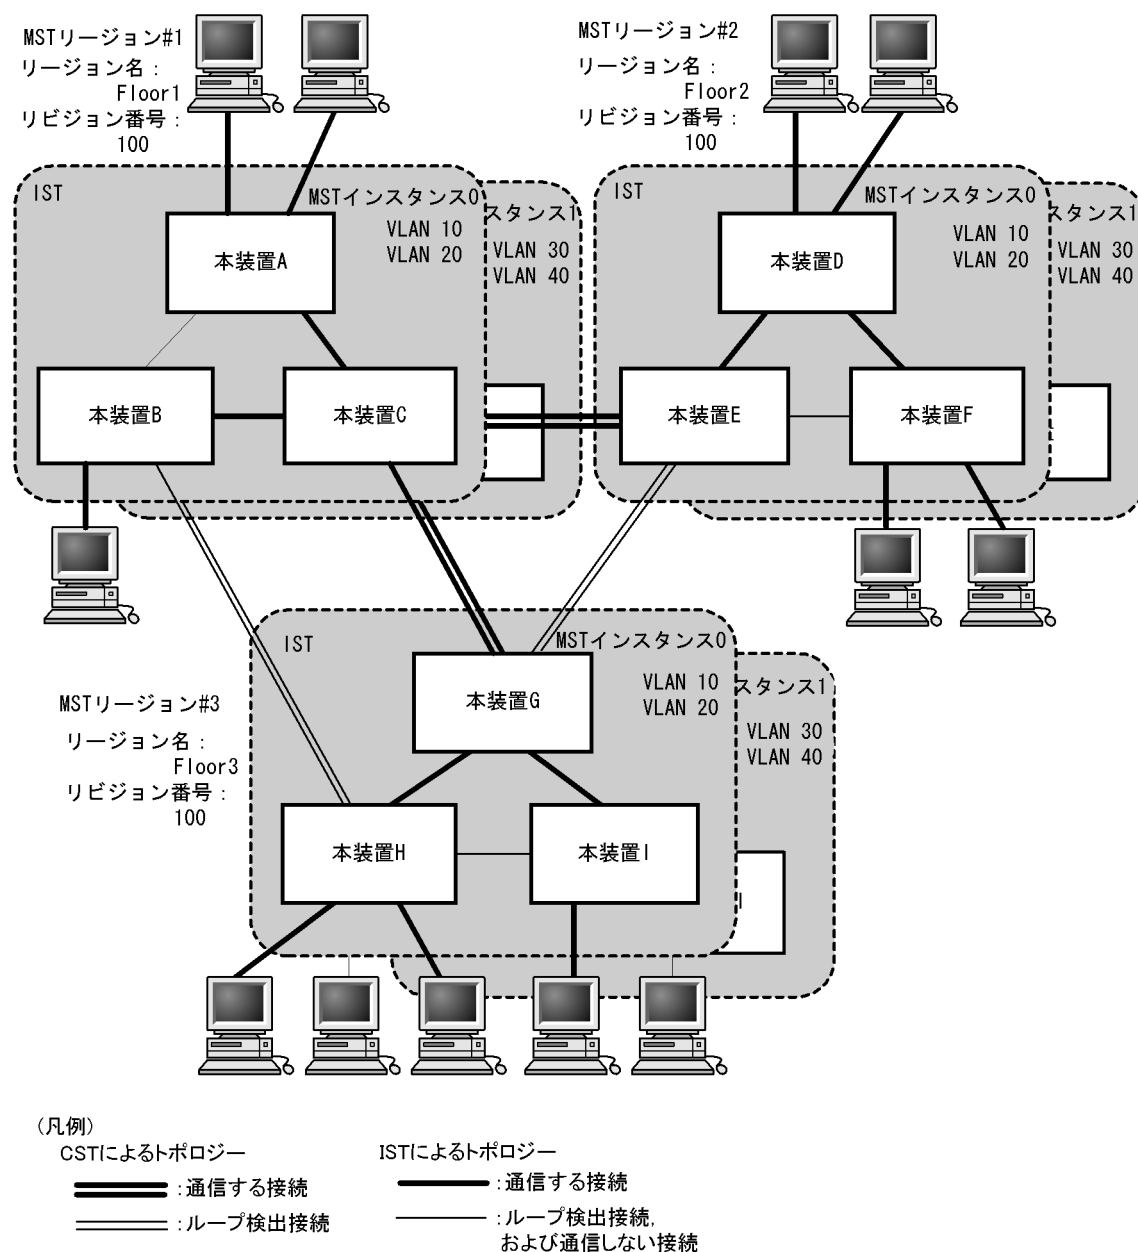 MSTリージョン#1
リージョン名：
Floor1
リビジョン番号：
100
MSTリージョン#2
リージョン名：
Floor2
リビジョン番号：
100
IST
MSTインスタンス0
VLAN 10
VLAN 20
スタンス1
VLAN 30
VLAN 40
本装置A
本装置B
本装置C
IST
MSTインスタンス0
VLAN 10
VLAN 20
スタンス1
VLAN 30
VLAN 40
本装置D
本装置E
本装置F
MSTリージョン#3
リージョン名：
Floor3
リビジョン番号：
100
IST
MSTインスタンス0
VLAN 10
VLAN 20
スタンス1
VLAN 30
VLAN 40
本装置G
本装置H
本装置I
(凡例)
CSTによるトポロジー
：通信する接続
：ループ検出接続
ISTによるトポロジー
：通信する接続
：ループ検出接続，
および通信しない接続